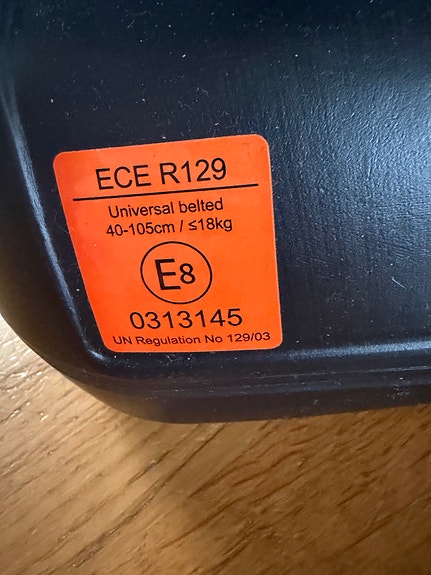 ECE R129
Universal belted
40-105cm / ≤18kg
E8
0313145
UN Regulation No 129/03